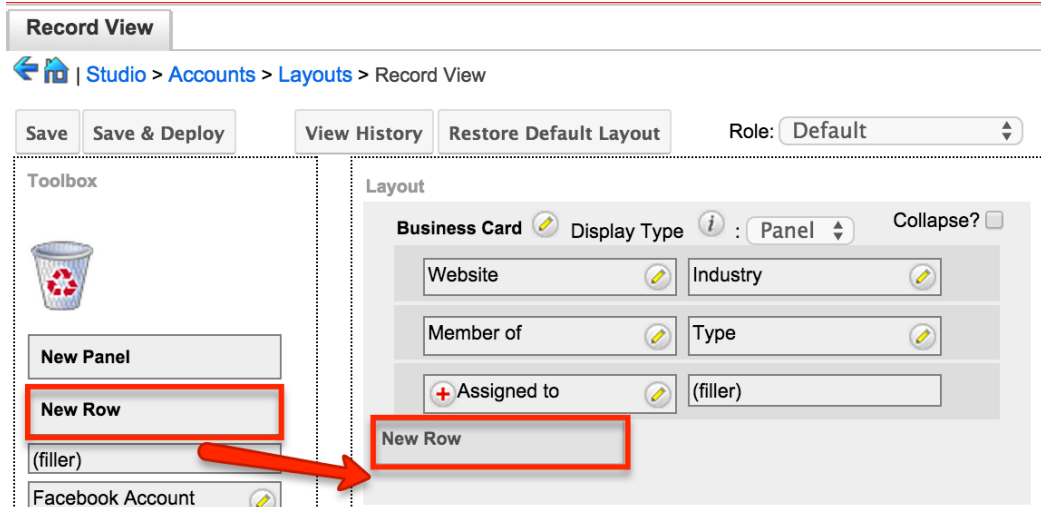 Record View
| Studio > Accounts > Layouts > Record View
Save Save & Deploy View History Restore Default Layout Role: Default
Toolbox
New Panel
New Row
(filler)
Facebook Account
Layout
Business Card Display Type i : Panel Collapse?
Website Industry
Member of Type
Assigned to (filler)
New Row